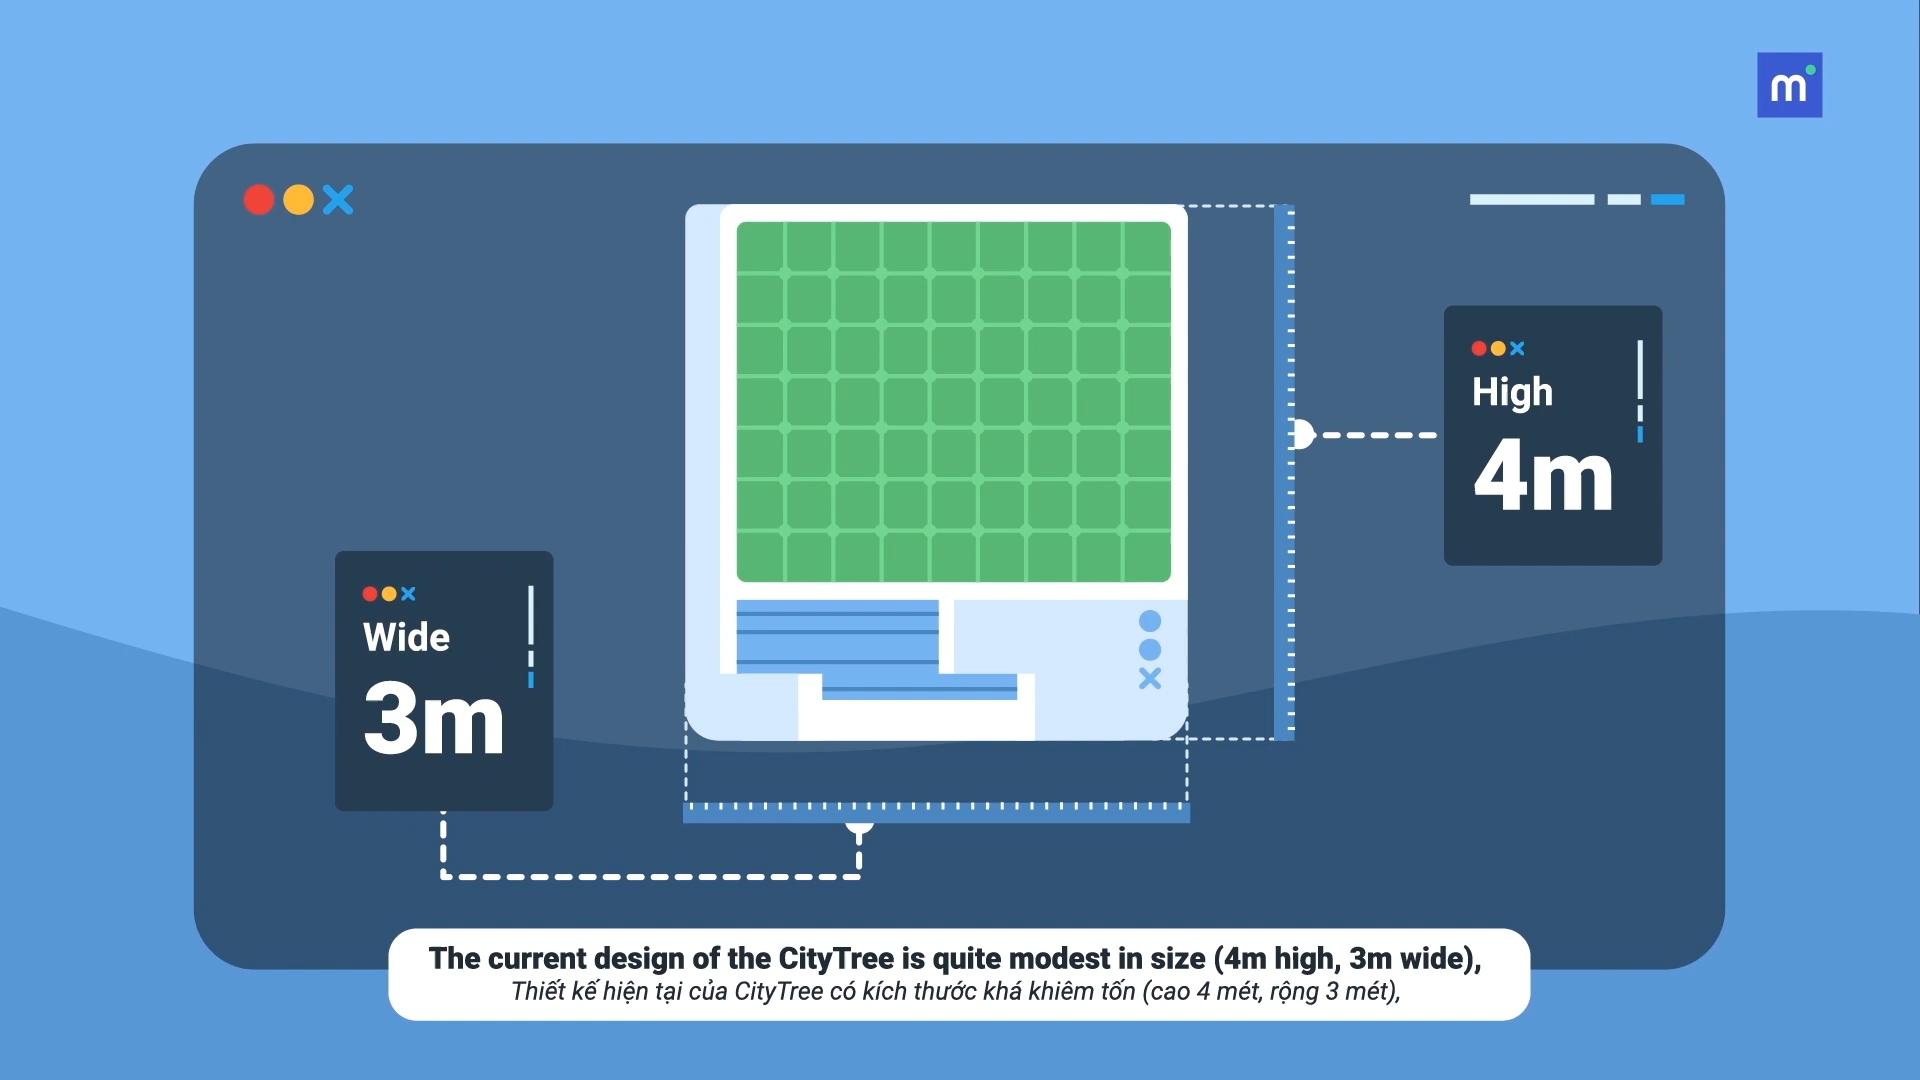 m
High
4m
Wide
3m
The current design of the CityTree is quite modest in size (4m high, 3m wide),
Thiết kế hiện tại của CityTree có kích thước khá khiêm tốn (cao 4 mét, rộng 3 mét),